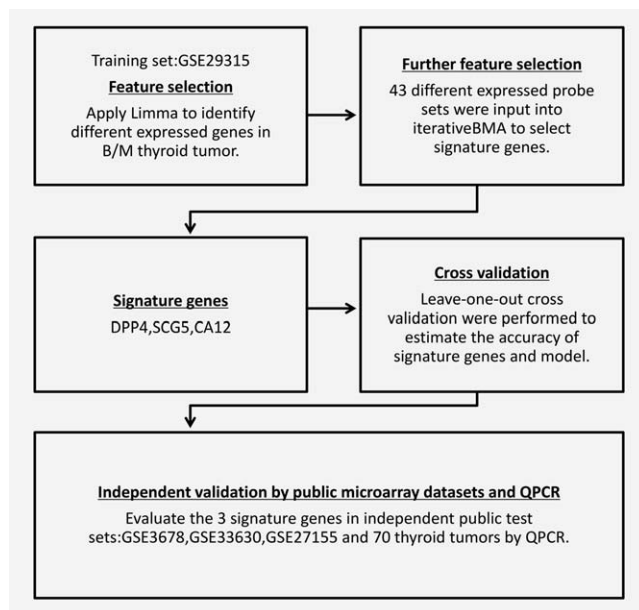 Training set:GSE29315
Feature selection
Apply Limma to identify
different expressed genes in
B/M thyroid tumor.
Further feature selection
43 different expressed probe
sets were input into
iterativeBMA to select
signature genes.
Signature genes
DPP4,SCG5,CA12
Cross validation
Leave-one-out cross
validation were performed to
estimate the accuracy of
signature genes and model.
Independent validation by public microarray datasets and QPCR
Evaluate the 3 signature genes in independent public test
sets:GSE3678,GSE33630,GSE27155 and 70 thyroid tumors by QPCR.